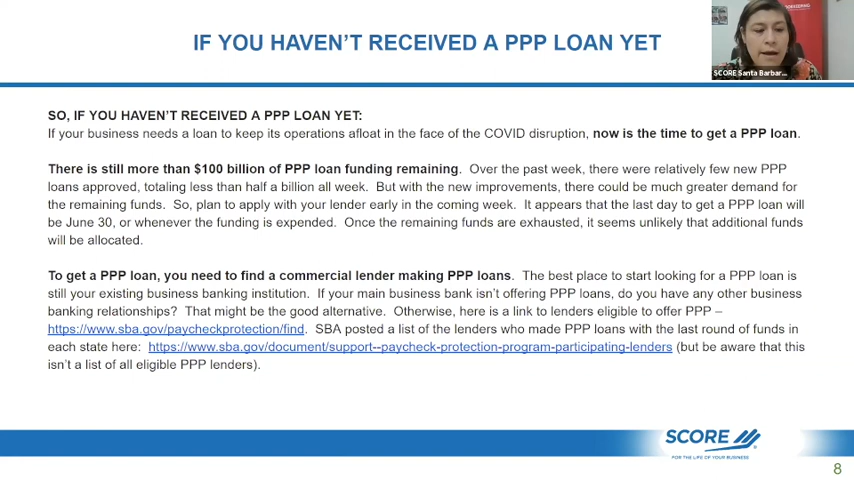 IF YOU HAVEN'T RECEIVED A PPP LOAN YET
SCORE Santa Barbar...
SO, IF YOU HAVEN'T RECEIVED A PPP LOAN YET:
If your business needs a loan to keep its operations afloat in the face of the COVID disruption, now is the time to get a PPP loan.
There is still more than $100 billion of PPP loan funding remaining. Over the past week, there were relatively few new PPP
loans approved, totaling less than half a billion all week. But with the new improvements, there could be much greater demand for
the remaining funds. So, plan to apply with your lender early in the coming week. It appears that the last day to get a PPP loan will
be June 30, or whenever the funding is expended. Once the remaining funds are exhausted, it seems unlikely that additional funds
will be allocated.
To get a PPP loan, you need to find a commercial lender making PPP loans. The best place to start looking for a PPP loan is
still your existing business banking institution. If your main business bank isn't offering PPP loans, do you have any other business
banking relationships? That might be the good alternative. Otherwise, here is a link to lenders eligible to offer PPP –
https://www.sba.gov/paycheckprotection/find. SBA posted a list of the lenders who made PPP loans with the last round of funds in
each state here: https://www.sba.gov/document/support--paycheck-protection-program-participating-lenders (but be aware that this
isn't a list of all eligible PPP lenders).
SCORE
FOR THE LIFE OF YOUR BUSINESS
8